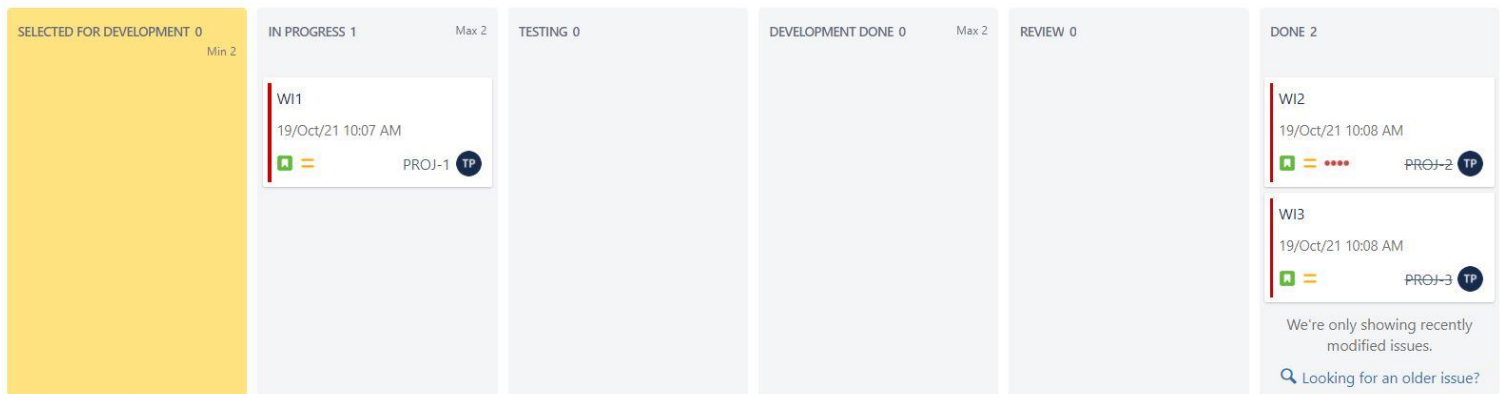 SELECTED FOR DEVELOPMENT 0
Min 2
IN PROGRESS 1
Max 2
WI1
19/Oct/21 10:07 AM
PROJ-1
TP
TESTING 0
DEVELOPMENT DONE 0
Max 2
REVIEW 0
DONE 2
WI2
19/Oct/21 10:08 AM
PROJ-2
TP
WI3
19/Oct/21 10:08 AM
PROJ-3
TP
We're only showing recently
modified issues.
Looking for an older issue?